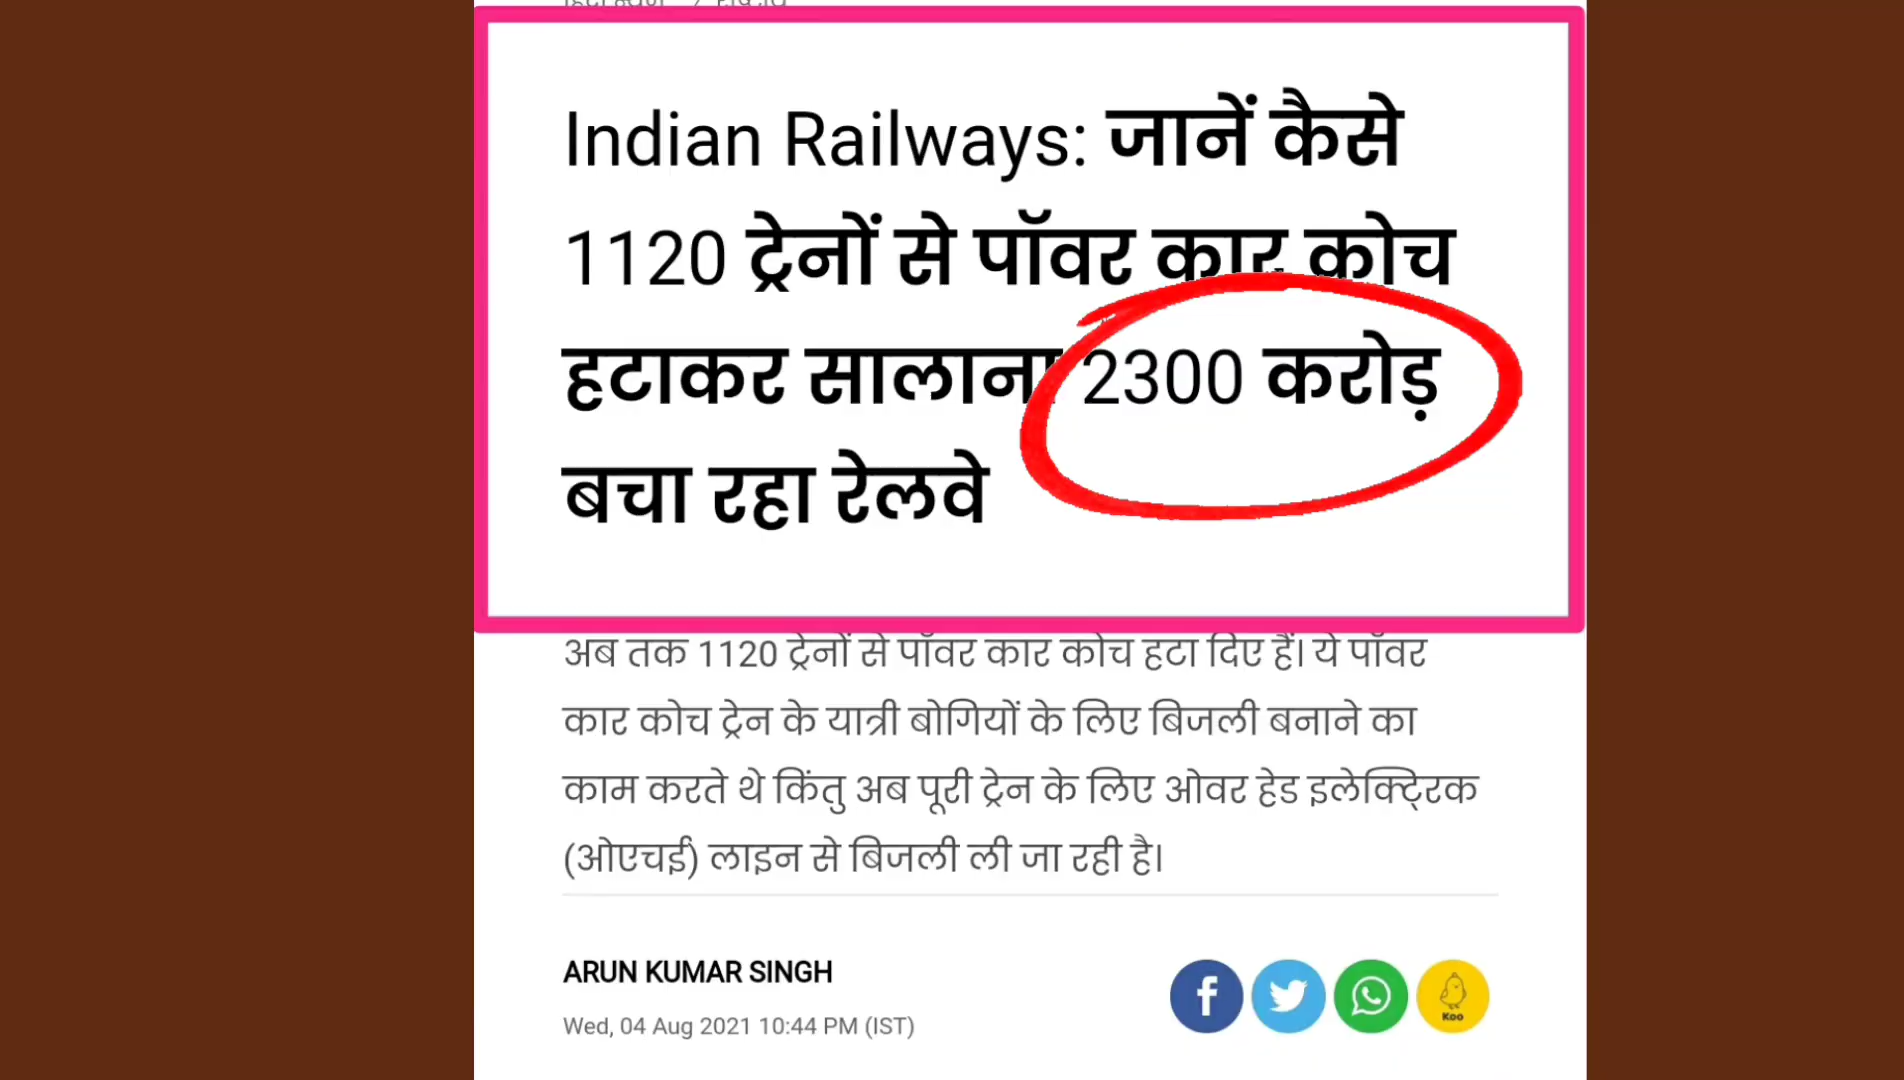 Indian Railways: जानें कैसे
1120 ट्रेनों से पॉवर कार कोच
हटाकर सालाना 2300 करोड़
बचा रहा रेलवे
अब तक 1120 ट्रेनों से पॉवर कार कोच हटा दिए हैं। ये पॉवर
कार कोच ट्रेन के यात्री बोगियों के लिए बिजली बनाने का
काम करते थे किंतु अब पूरी ट्रेन के लिए ओवर हेड इलेक्ट्रिक
(ओएचई) लाइन से बिजली ली जा रही है।
ARUN KUMAR SINGH
Wed, 04 Aug 2021 10:44 PM (IST)
Koo